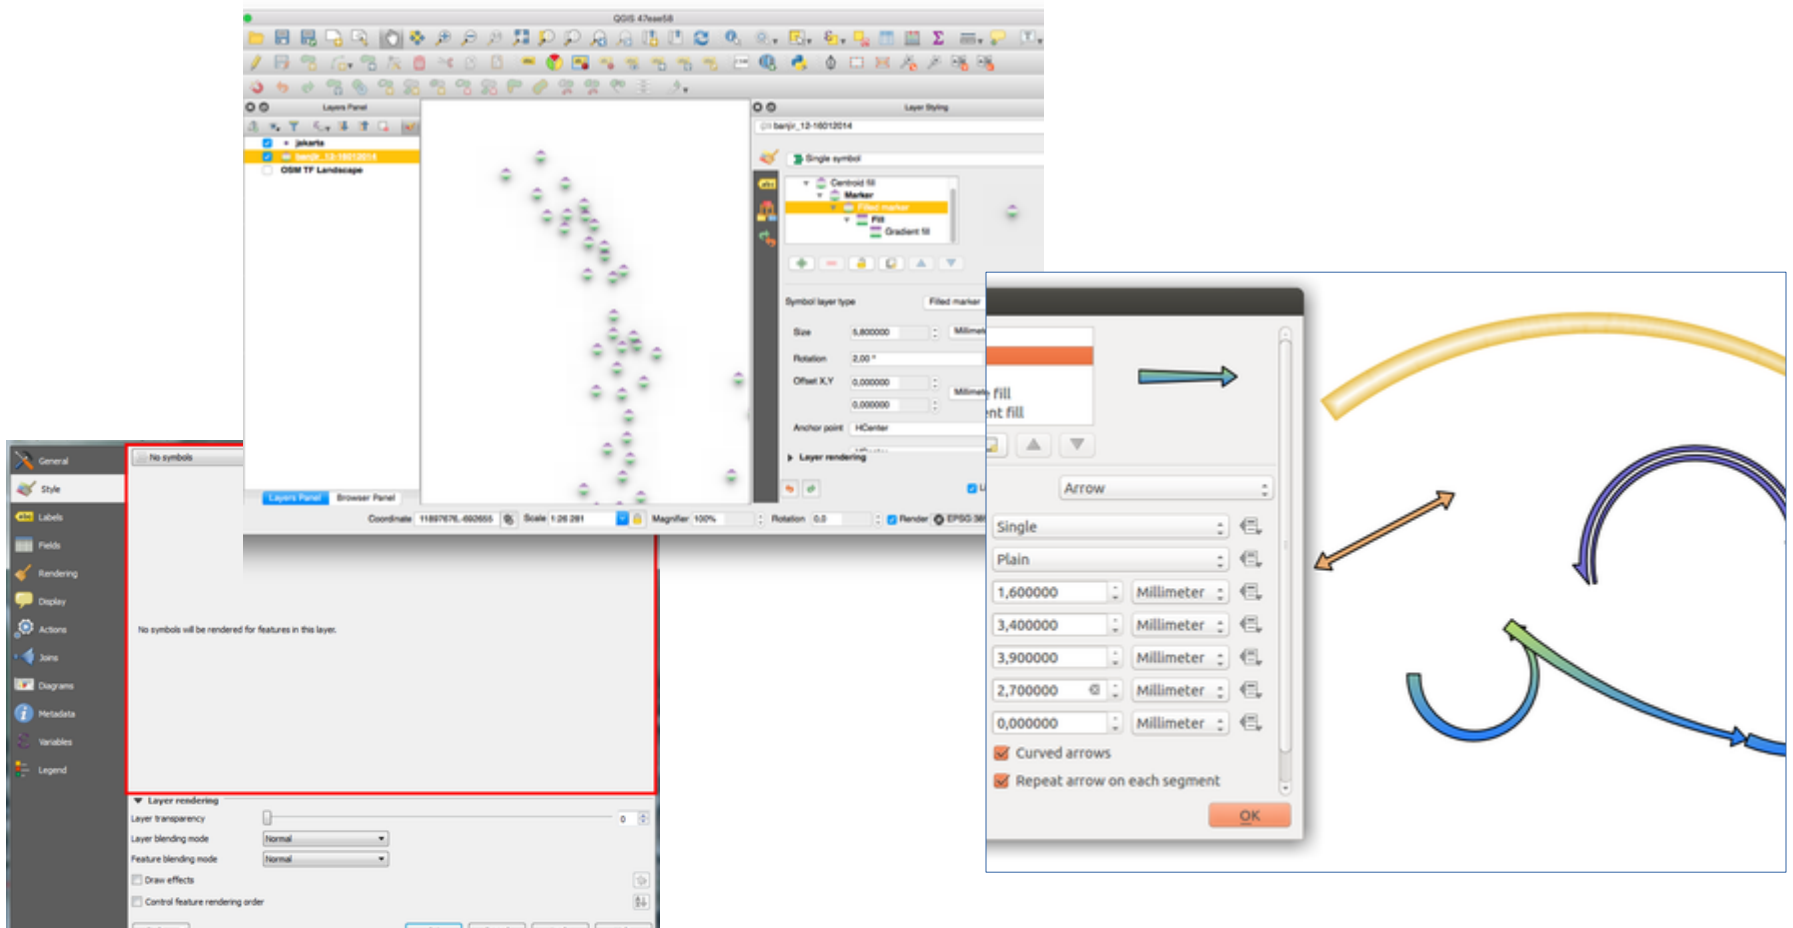 QGIS 47eae58
Layers Panel
jakarta
banjir_12-16012014
OSM TF Landscape
Layers Panel
Browser Panel
Layer Styling
banjir_12-16012014
Single symbol
Centroid fill
Marker
Filled marker
Fill
Gradient fill
Symbol layer type
Filled marker
Size
5,800000
Rotation
2,00 °
Offset X,Y
0,000000
0,000000
Anchor point
HCenter
Layer rendering
Coordinate
11897676,-692655
Scale
1:26 281
Magnifier
100%
Rotation
0,0
Render
General
Style
Labels
Fields
Rendering
Display
Actions
Joins
Diagrams
Metadata
Variables
Legend
No symbols
No symbols will be rendered for features in this layer.
Layer rendering
Layer transparency
0
Layer blending mode
Normal
Feature blending mode
Normal
Draw effects
Control feature rendering order
fill
nt fill
Arrow
Single
Plain
1,600000
Millimeter
3,400000
Millimeter
3,900000
Millimeter
2,700000
Millimeter
0,000000
Millimeter
Curved arrows
Repeat arrow on each segment
OK